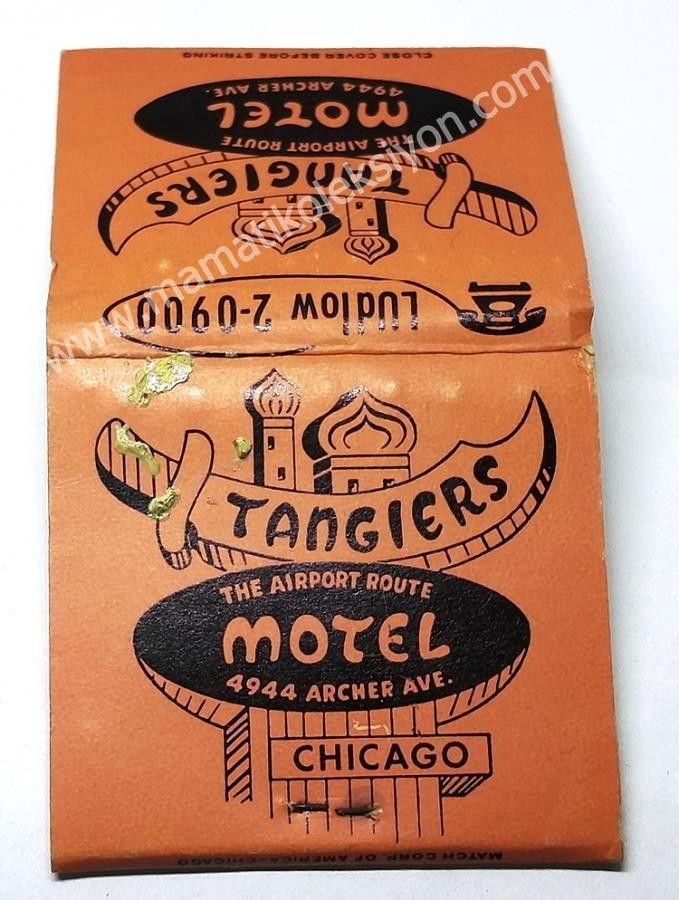 CLOSE COVER BEFORE STRIKING
4944 ARCHER AVE.
MOTEL
THE AIRPORT ROUTE
TANGIERS
LUdlow 2-0900
TANGIERS
THE AIRPORT ROUTE
MOTEL
4944 ARCHER AVE.
CHICAGO
MATCH CORP. OF AMERICA-CHICAGO
www.mamatikoleksiyon.com